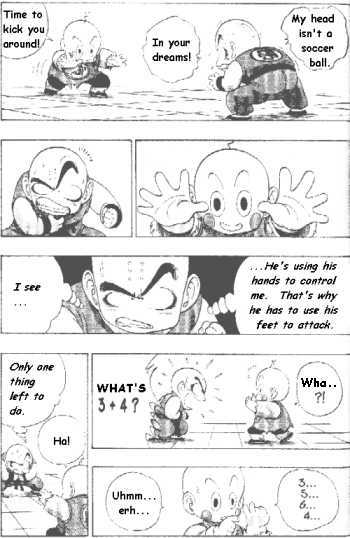 Time to
kick you
around!
In your
dreams!
My head
isn't a
soccer
ball.
I see
...
...He's using his
hands to control
me. That's why
he has to use his
feet to attack.
Only one
thing
left to
do.
Ha!
WHAT'S
3+4?
Wha..
?!
Uhmm...
erh...
3...
5...
6...
4...